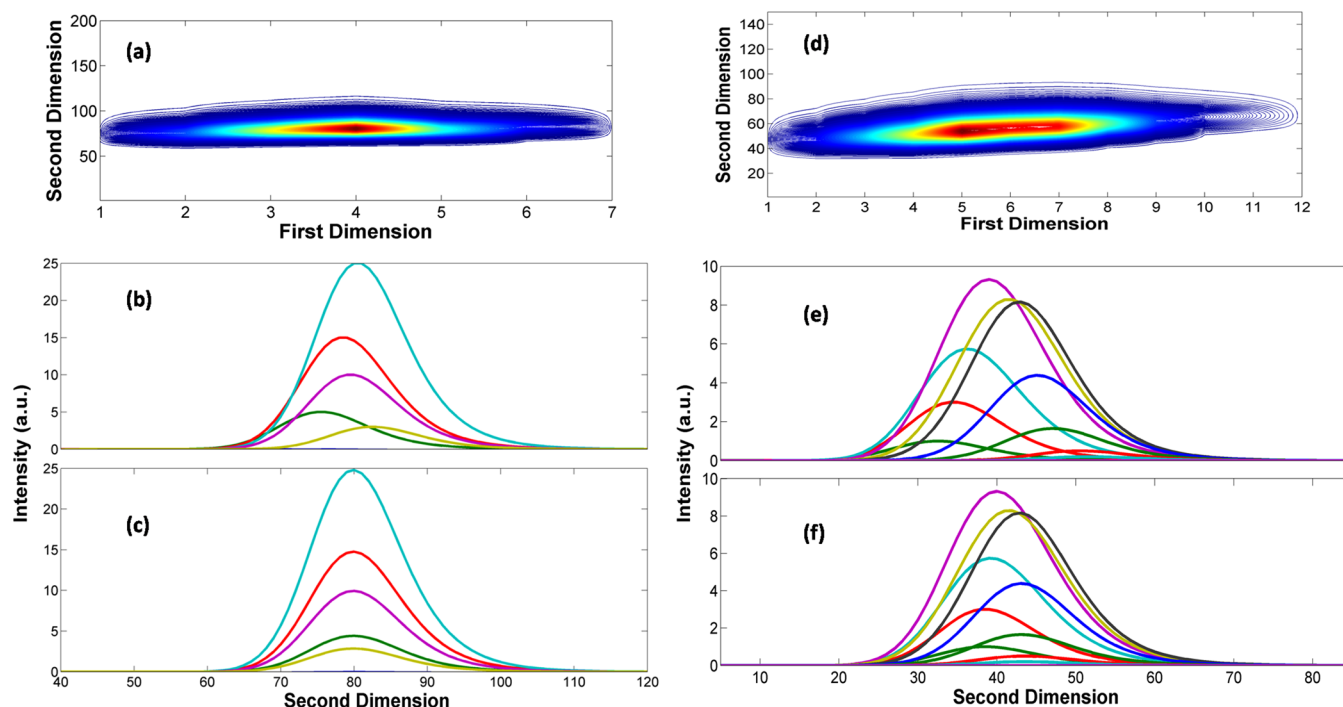 (a)
Second Dimension
200
150
100
50
1 2 3 4 5 6 7
First Dimension
(d)
Second Dimension
140
120
100
80
60
40
20
1 2 3 4 5 6 7 8 9 10 11 12
First Dimension
(b)
Intensity (a.u.)
25
20
15
10
5
0
(c)
25
20
15
10
5
0
40 50 60 70 80 90 100 110 120
Second Dimension
(e)
Intensity (a.u.)
10
8
6
4
2
0
(f)
10
8
6
4
2
0
10 20 30 40 50 60 70 80
Second Dimension